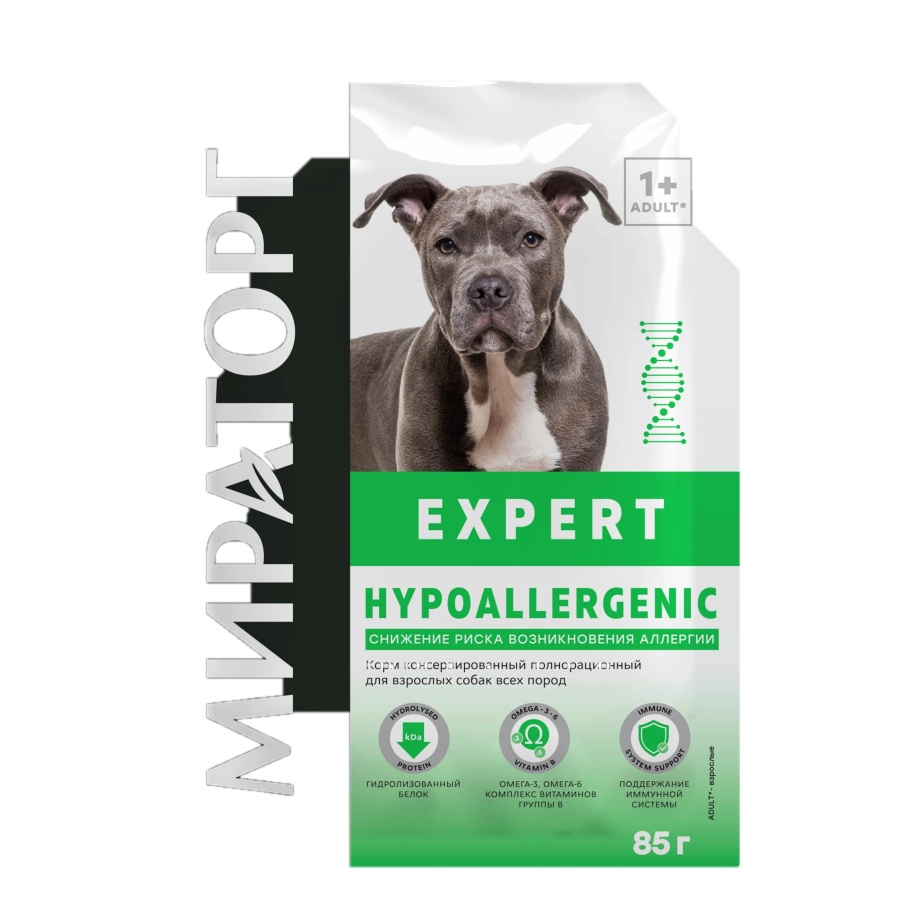 МИРАТОРГ
1+
ADULT*
EXPERT
HYPOALLERGENIC
СНИЖЕНИЕ РИСКА ВОЗНИКНОВЕНИЯ АЛЛЕРГИИ
Корм консервированный полнорационный
для взрослых собак всех пород
HYDROLYSED
kDa
PROTEIN
ГИДРОЛИЗОВАННЫЙ
БЕЛОК
OMEGA-3-6
Ω
3
6
VITAMIN B
ОМЕГА-3, ОМЕГА-6
КОМПЛЕКС ВИТАМИНОВ
ГРУППЫ В
IMMUNE
SYSTEM SUPPORT
ПОДДЕРЖАНИЕ
ИММУННОЙ
СИСТЕМЫ
ADULT*- взрослые
85 г